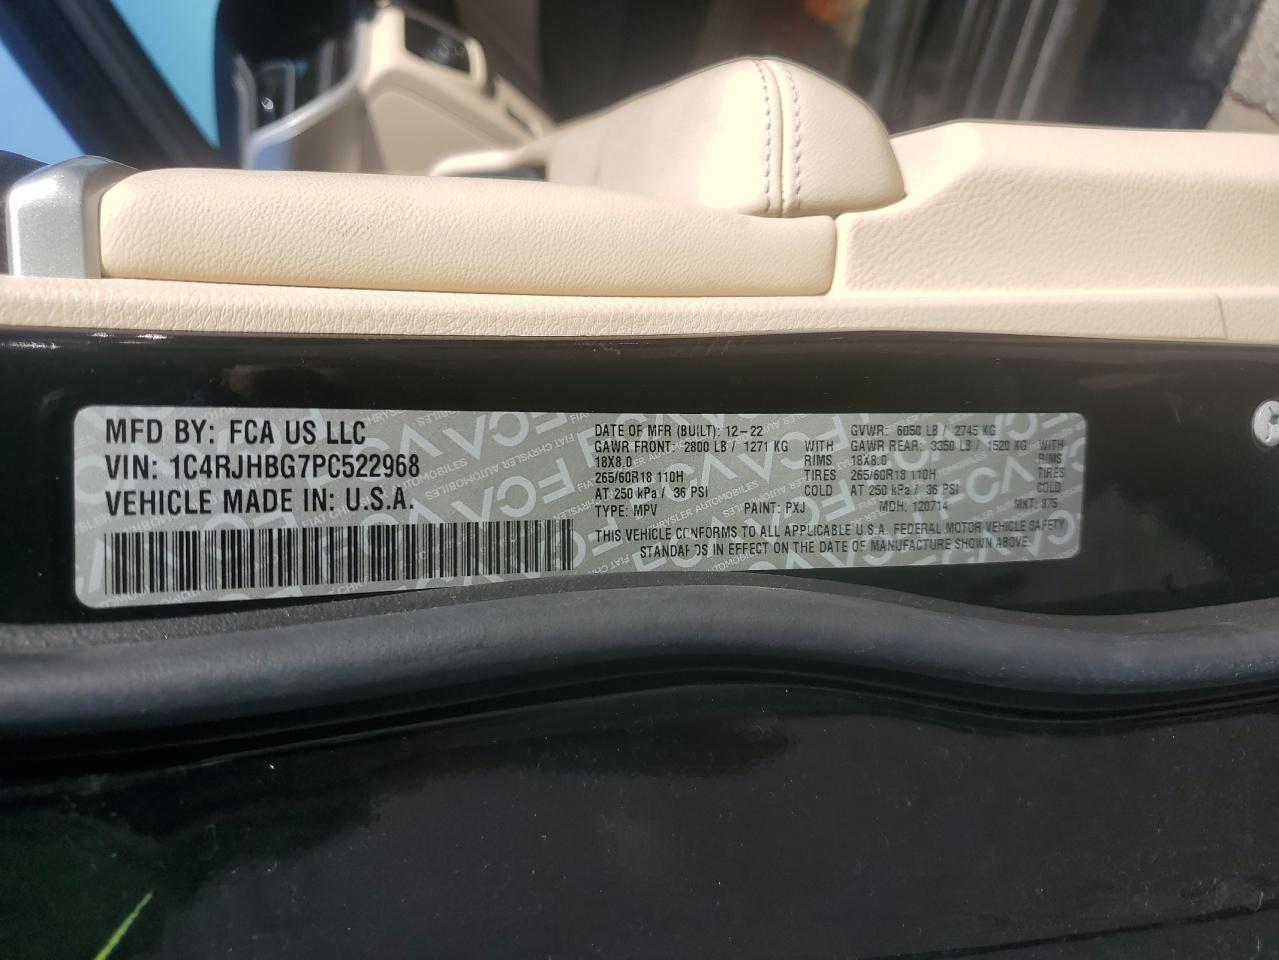 MFD BY: FCA US LLC
VIN: 1C4RJHBG7PC522968
VEHICLE MADE IN: U.S.A.
DATE OF MFR (BUILT): 12-22 GVWR: 6050 LB / 2745 KG
GAWR FRONT: 2800 LB / 1271 KG WITH GAWR REAR: 3350 LB / 1520 KG WITH
18X8.0 RIMS 18X8.0 RIMS
265/60R18 110H TIRES 265/60R18 110H TIRES
AT 250 kPa / 36 PSI COLD AT 250 kPa / 36 PSI COLD
TYPE: MPV PAINT: PXJ MDH: 120714 MKT: 875
THIS VEHICLE CONFORMS TO ALL APPLICABLE U.S.A. FEDERAL MOTOR VEHICLE SAFETY
STANDARDS IN EFFECT ON THE DATE OF MANUFACTURE SHOWN ABOVE.